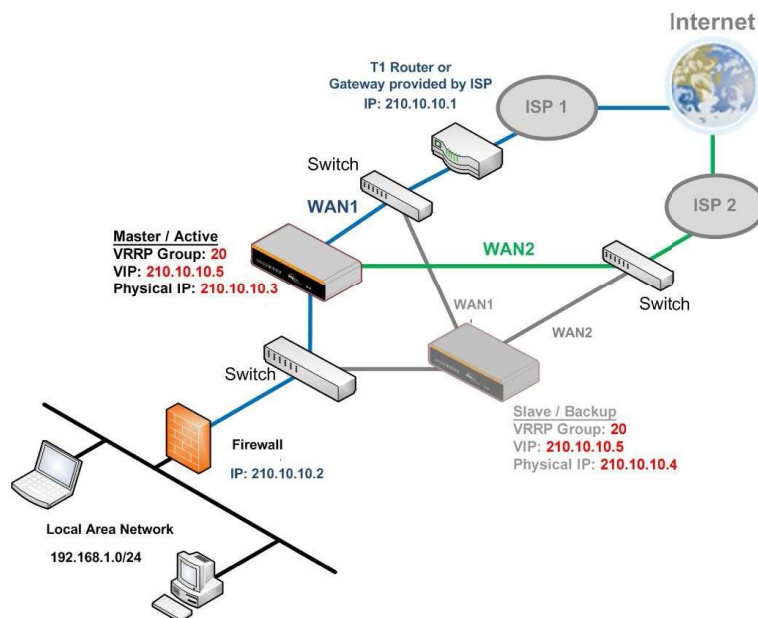 Internet
T1 Router or
Gateway provided by ISP
IP: 210.10.10.1
ISP 1
Switch
WAN1
ISP 2
Master / Active
VRRP Group: 20
VIP: 210.10.10.5
Physical IP: 210.10.10.3
WAN2
Switch
WAN1
WAN2
Switch
Slave / Backup
VRRP Group: 20
VIP: 210.10.10.5
Physical IP: 210.10.10.4
Firewall
IP: 210.10.10.2
Local Area Network
192.168.1.0/24